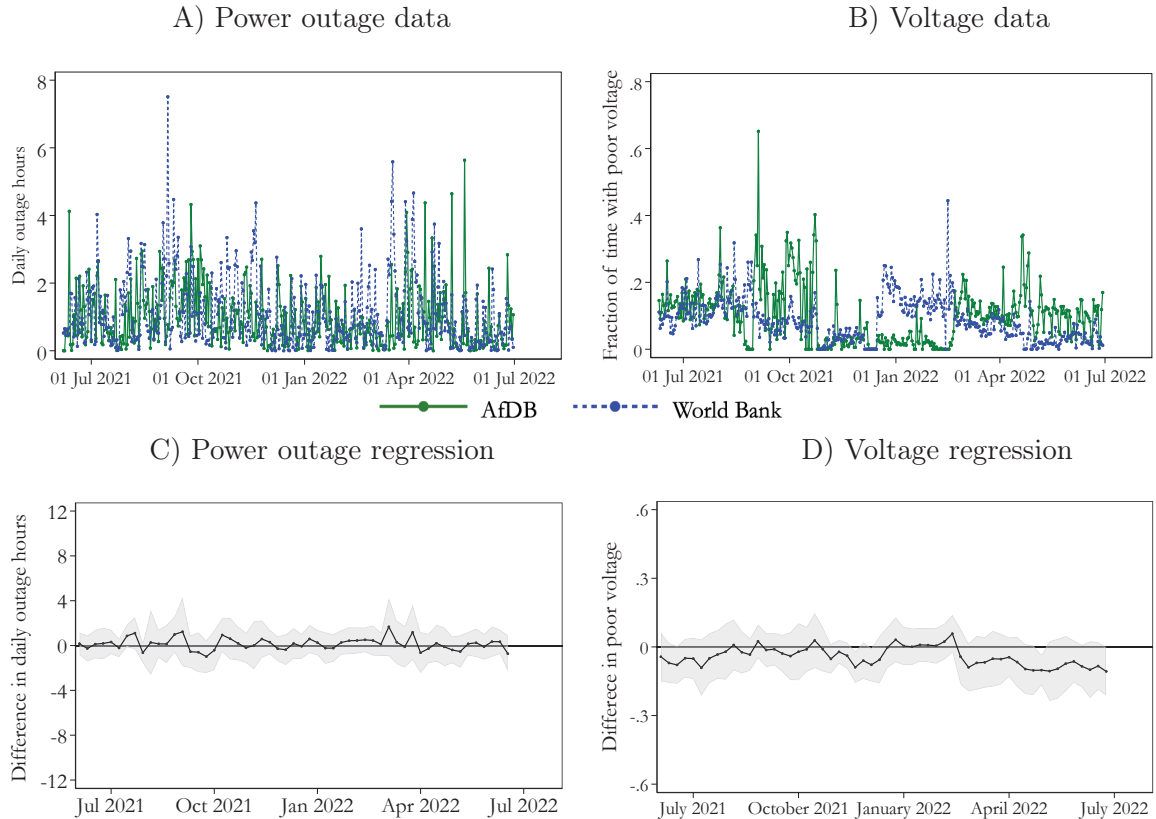 A) Power outage data
Daily outage hours
8
6
4
2
0
01 Jul 2021 01 Oct 2021 01 Jan 2022 01 Apr 2022 01 Jul 2022
B) Voltage data
Fraction of time with poor voltage
.8
.6
.4
.2
0
01 Jul 2021 01 Oct 2021 01 Jan 2022 01 Apr 2022 01 Jul 2022
AfDB World Bank
C) Power outage regression
Difference in daily outage hours
12
8
4
0
-4
-8
-12
Jul 2021 Oct 2021 Jan 2022 Apr 2022 Jul 2022
D) Voltage regression
Differece in poor voltage
.6
.3
0
-.3
-.6
July 2021 October 2021 January 2022 April 2022 July 2022